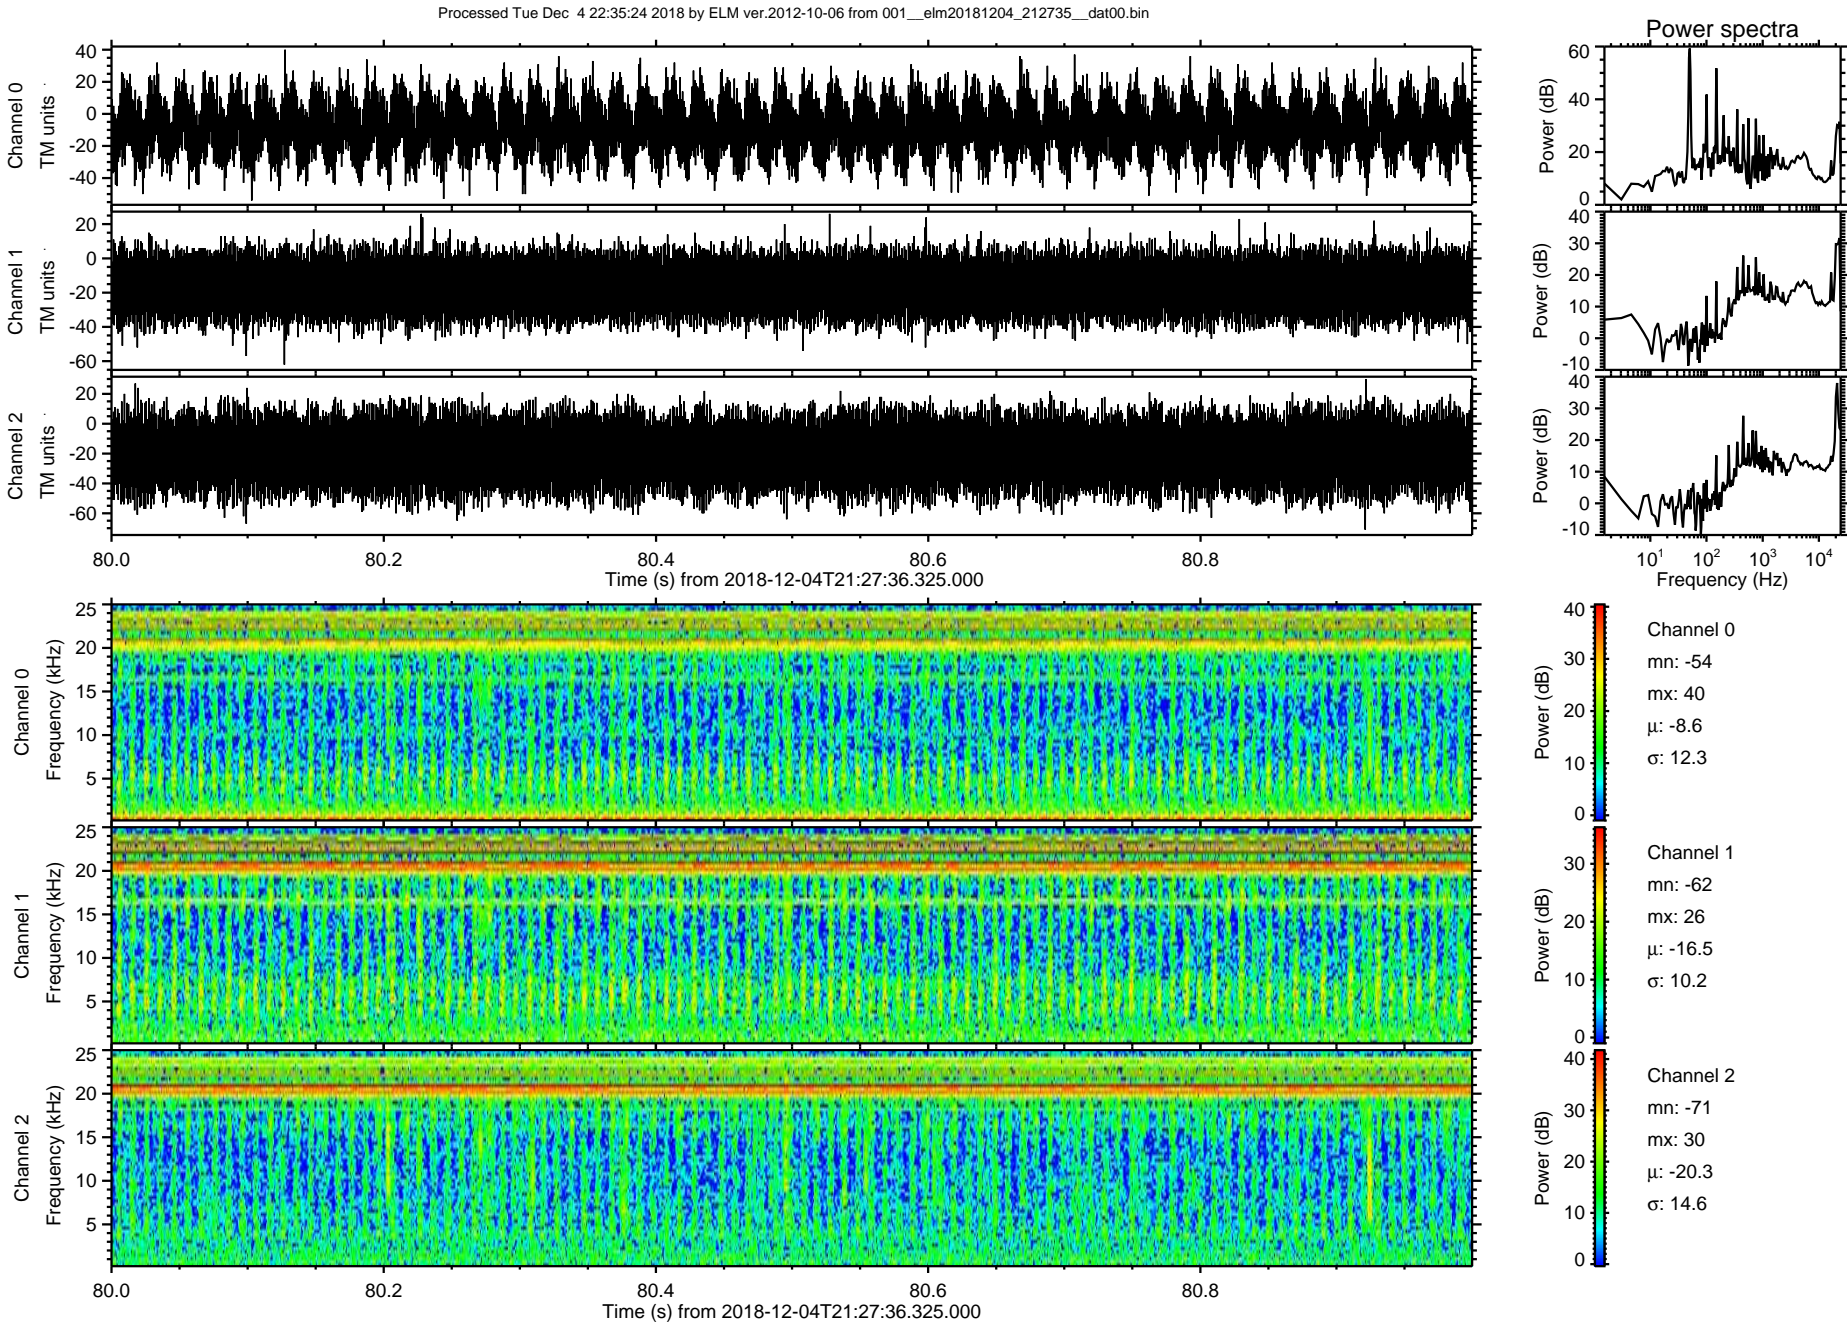 Processed Tue Dec  4 22:35:24 2018 by ELM ver.2012-10-06 from 001__elm20181204_212735__dat00.bin
Power spectra
Channel 0
TM units
40
20
0
-20
-40
Power (dB)
60
40
20
0
Channel 1
TM units
20
0
-20
-40
-60
Power (dB)
40
30
20
10
0
-10
Channel 2
TM units
20
0
-20
-40
-60
Power (dB)
40
30
20
10
0
-10
80.0 80.2 80.4 80.6 80.8
Time (s) from 2018-12-04T21:27:36.325.000
10^1 10^2 10^3 10^4
Frequency (Hz)
Channel 0
Frequency (kHz)
25
20
15
10
5
Power (dB)
40
30
20
10
0
Channel 0
mn: -54
mx: 40
μ: -8.6
σ: 12.3
Channel 1
Frequency (kHz)
25
20
15
10
5
Power (dB)
30
20
10
0
Channel 1
mn: -62
mx: 26
μ: -16.5
σ: 10.2
Channel 2
Frequency (kHz)
25
20
15
10
5
Power (dB)
40
30
20
10
0
Channel 2
mn: -71
mx: 30
μ: -20.3
σ: 14.6
80.0 80.2 80.4 80.6 80.8
Time (s) from 2018-12-04T21:27:36.325.000